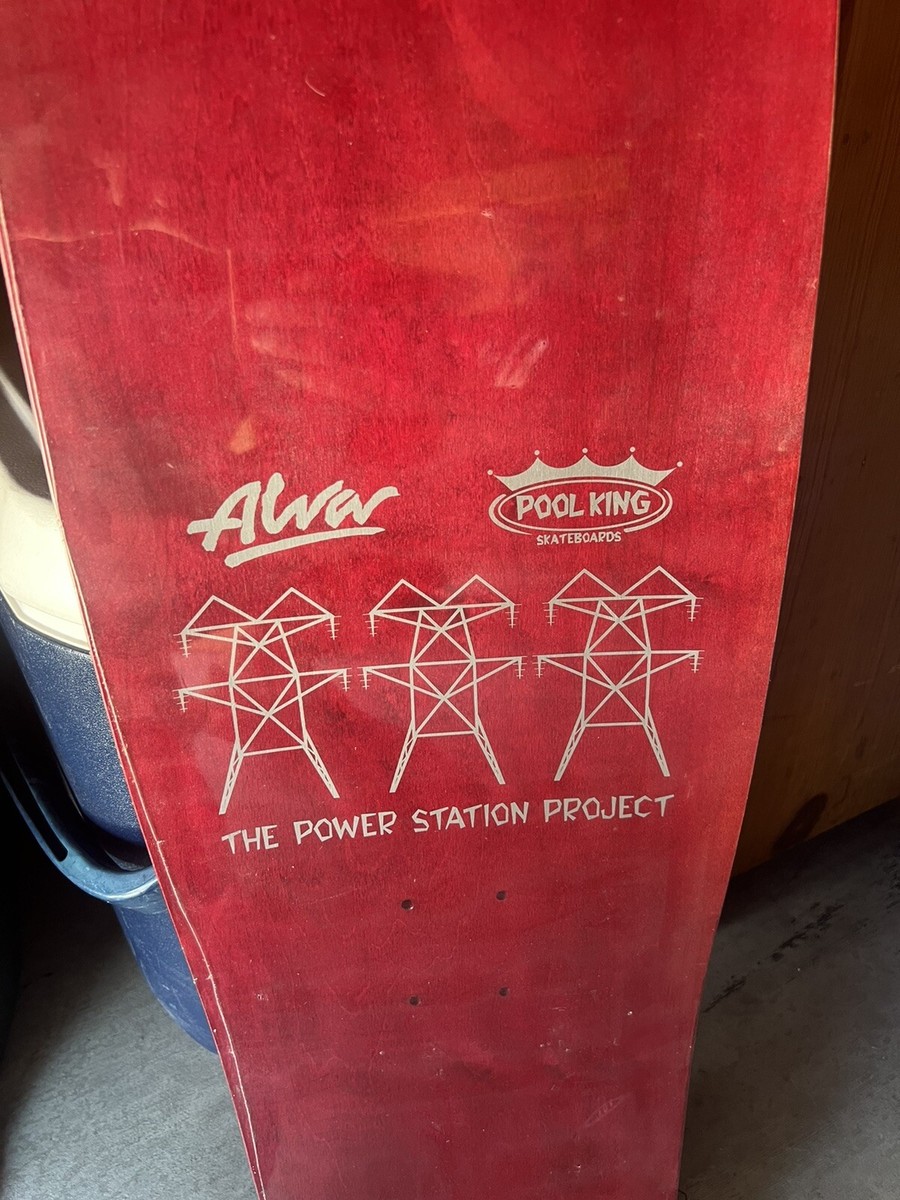 Alva
POOL KING
SKATEBOARDS
THE POWER STATION PROJECT